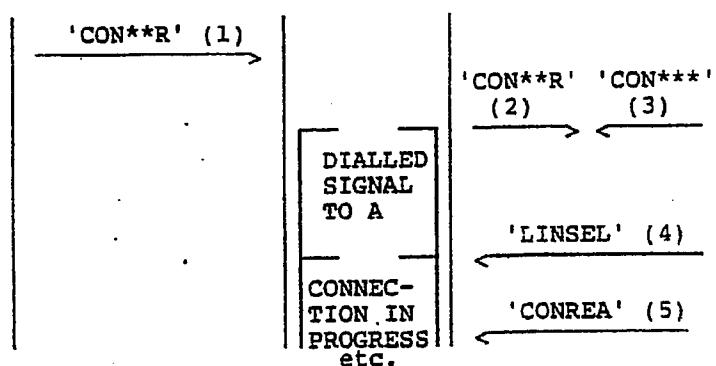 'CON**R' (1)
'CON**R' 'CON***'
(2) (3)
DIALLED
SIGNAL
TO A
'LINSEL' (4)
CONNEC-
TION IN
PROGRESS
etc.
'CONREA' (5)